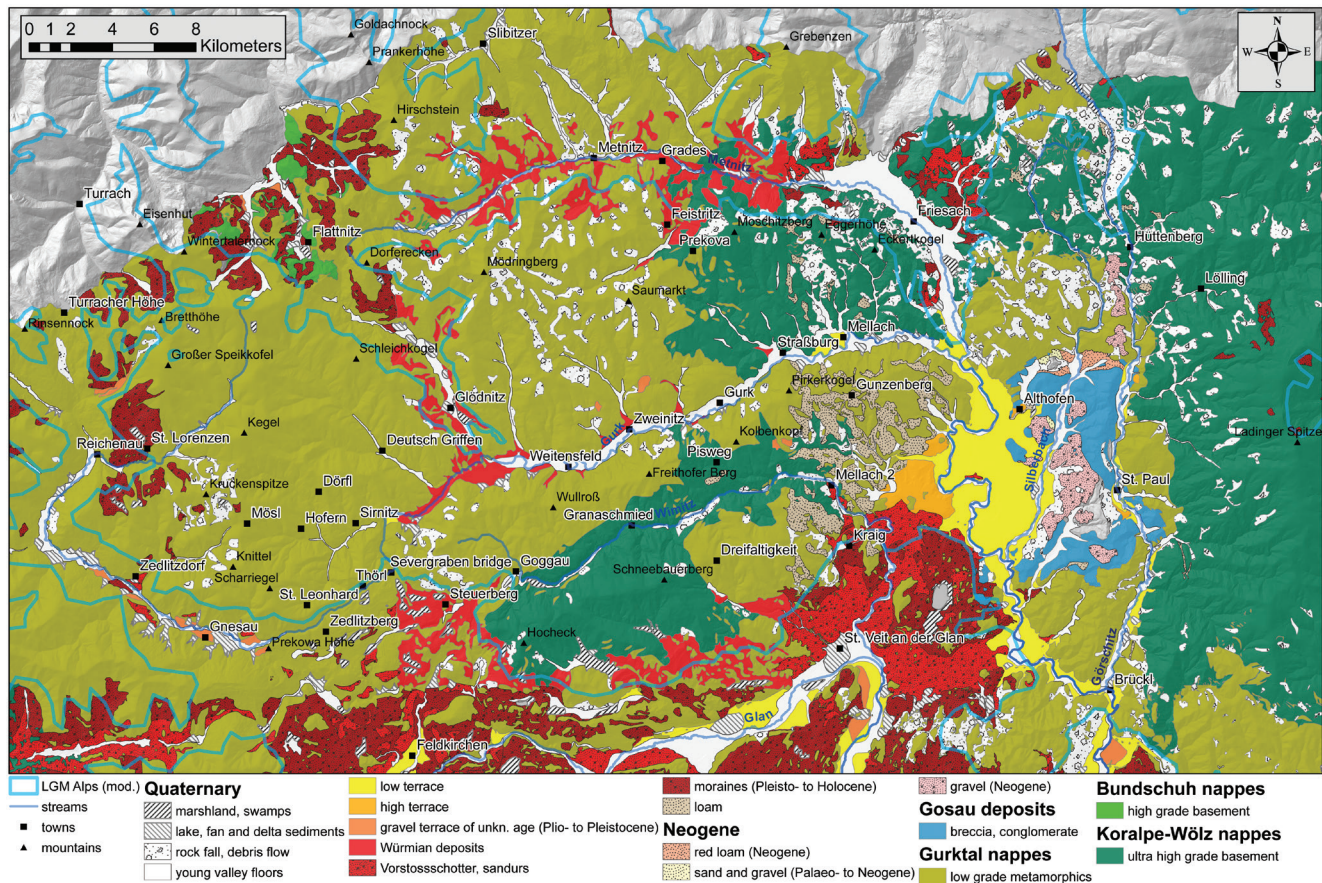 0 1 2 4 6 8
Kilometers
N
W E
S
Goldachnock
Slibitzer
Grebenzen
Prankerhöhe
Hirschstein
Metnitz
Grades
Metnitz
Turrach
Eisenhut
Feistritz
Moschitzberg
Eggerhöhe
Friesach
Wintertalernock
Flattnitz
Prekova
Eckertkogel
Hüttenberg
Dorferecken
Mödringberg
Lölling
Saumarkt
Turracher Höhe
Rinsennock
Bretthöhe
Mellach
Straßburg
Großer Speikkofel
Schleichkogel
Pirkerkogel
Gunzenberg
Gurk
Althofen
Glödnitz
Zweinitz
Gurk
Kegel
Kolbenkopf
Ladinger Spitze
Reichenau
St. Lorenzen
Deutsch Griffen
Weitensfeld
Pisweg
Silberbach
Freithofer Berg
Mellach 2
St. Paul
Kruckenspitze
Dörfl
Wullroß
Mösl
Hofern
Sirnitz
Granaschmied
Wimitz
Kraig
Knittel
Severgraben bridge
Goggau
Dreifaltigkeit
Zedlitzdorf
Scharriegel
Thörl
Schneebauerberg
St. Leonhard
Steuerberg
Gnesau
Zedlitzberg
Prekowa Höhe
Hocheck
St. Veit an der Glan
Görschitz
Brückl
Glan
Feldkirchen
LGM Alps (mod.)
streams
towns
mountains
Quaternary
marshland, swamps
lake, fan and delta sediments
rock fall, debris flow
young valley floors
low terrace
high terrace
gravel terrace of unkn. age (Plio- to Pleistocene)
Würmian deposits
Vorstossschotter, sandurs
moraines (Pleisto- to Holocene)
loam
Neogene
red loam (Neogene)
sand and gravel (Palaeo- to Neogene)
gravel (Neogene)
Gosau deposits
breccia, conglomerate
Gurktal nappes
low grade metamorphics
Bundschuh nappes
high grade basement
Koralpe-Wölz nappes
ultra high grade basement